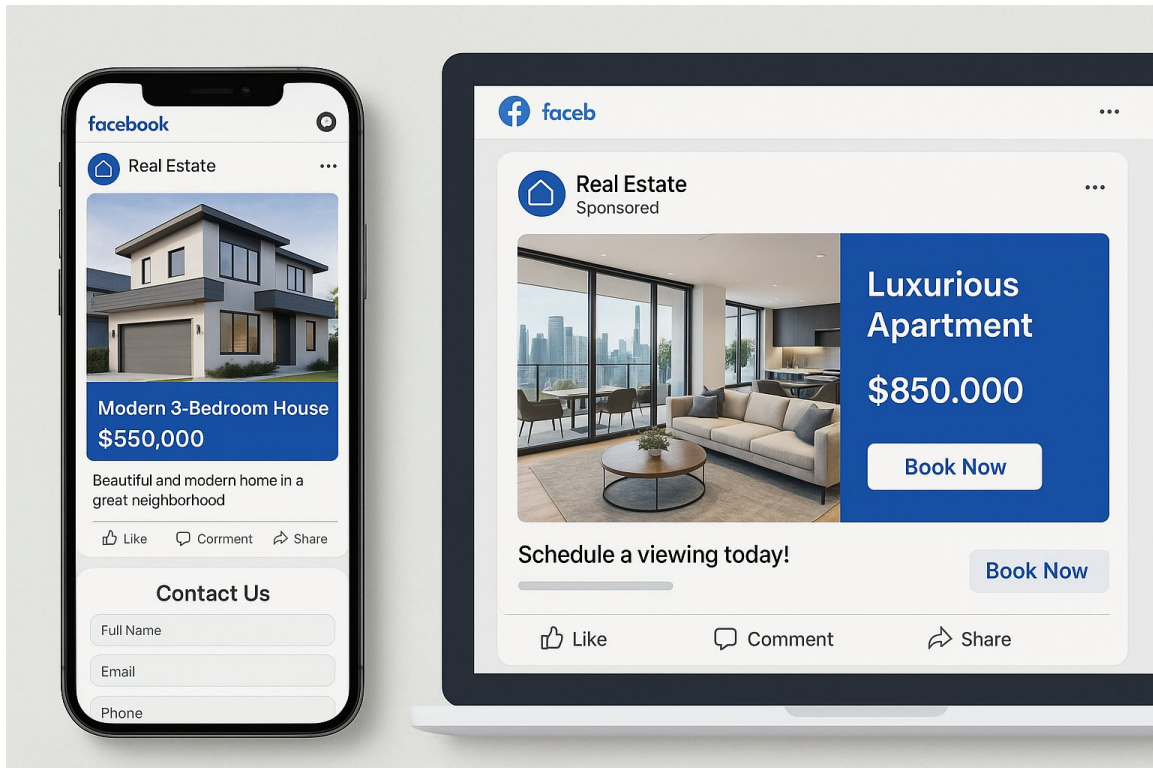 facebook
Real Estate
Modern 3-Bedroom House
$550,000
Beautiful and modern home in a
great neighborhood
Like
Corrment
Share
Contact Us
Full Name
Email
Phone
faceb
Real Estate
Sponsored
Luxurious
Apartment
$850.000
Book Now
Schedule a viewing today!
Book Now
Like
Comment
Share